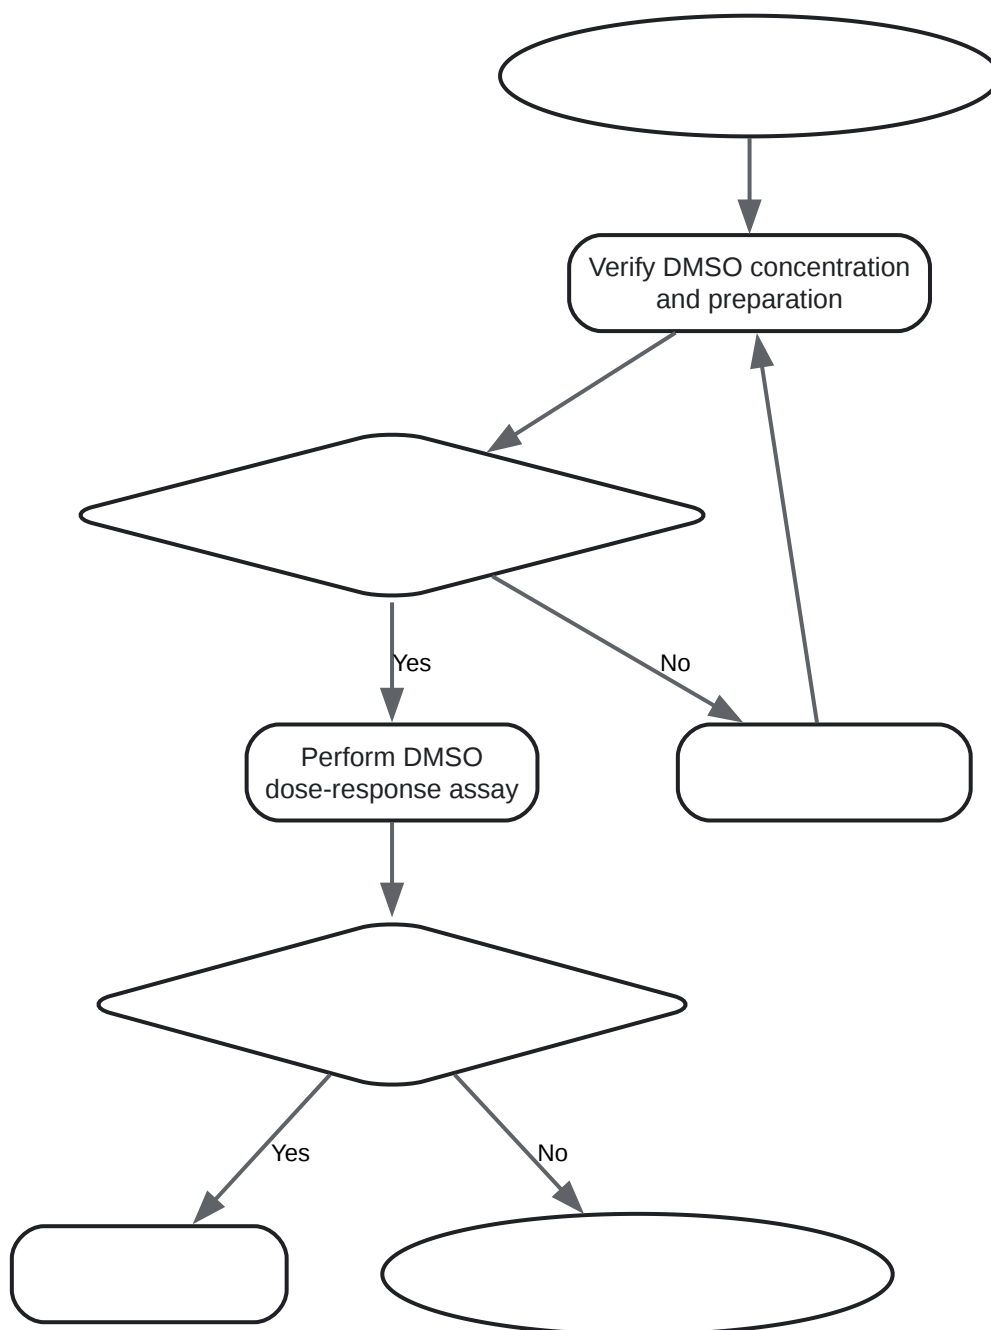 Verify DMSO concentration
and preparation
Yes
No
Perform DMSO
dose-response assay
Yes
No